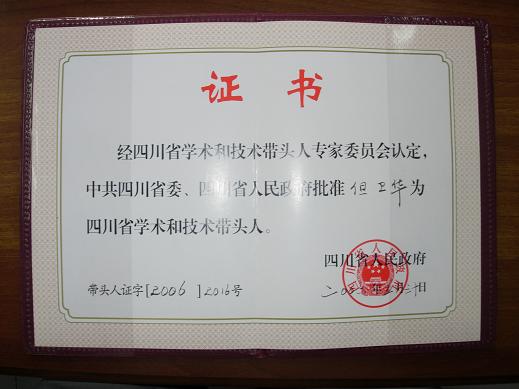 证书
经四川省学术和技术带头人专家委员会认定，
中共四川省委、四川省人民政府批准但卫华为
四川省学术和技术带头人。
四川省人民政府
带头人证字[2006]2016号